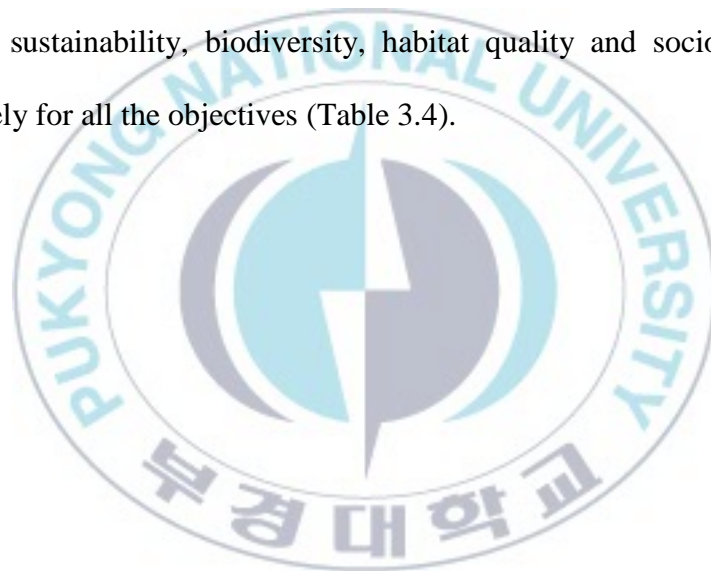 sustainability, biodiversity, habitat quality and
ely for all the objectives (Table 3.4).
PUKYONG NATIONAL UNIVERSITY
부경대학교